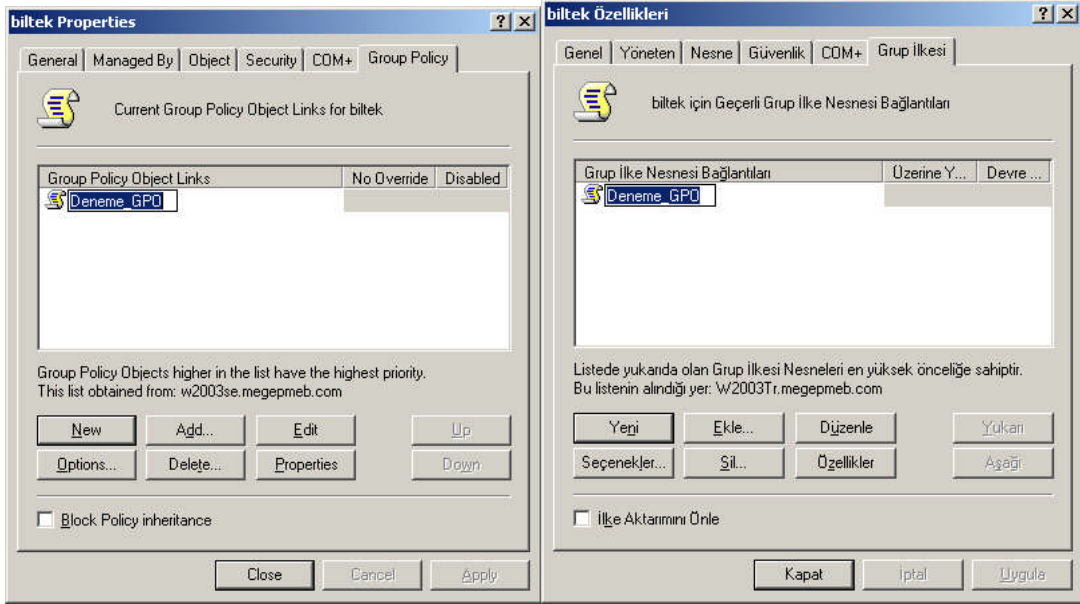 biltek Properties
General Managed By Object Security COM+ Group Policy
Current Group Policy Object Links for biltek
Group Policy Object Links No Override Disabled
Deneme_GPO
Group Policy Objects higher in the list have the highest priority.
This list obtained from: w2003se.megepmeb.com
New Add... Edit Up
Options... Delete... Properties Down
Block Policy inheritance
Close Cancel Apply
biltek Özellikleri
Genel Yöneten Nesne Güvenlik COM+ Grup İlkesi
biltek için Geçerli Grup İlke Nesnesi Bağlantıları
Grup İlke Nesnesi Bağlantıları Üzerine Y... Devre ...
Deneme_GPO
Listede yukarıda olan Grup İlkesi Nesneleri en yüksek önceliğe sahiptir.
Bu listenin alındığı yer: W2003Tr.megepmeb.com
Yeni Ekle... Düzenle Yukarı
Seçenekler... Sil... Özellikler Aşağı
İlke Aktarımını Önle
Kapat İptal Uygula